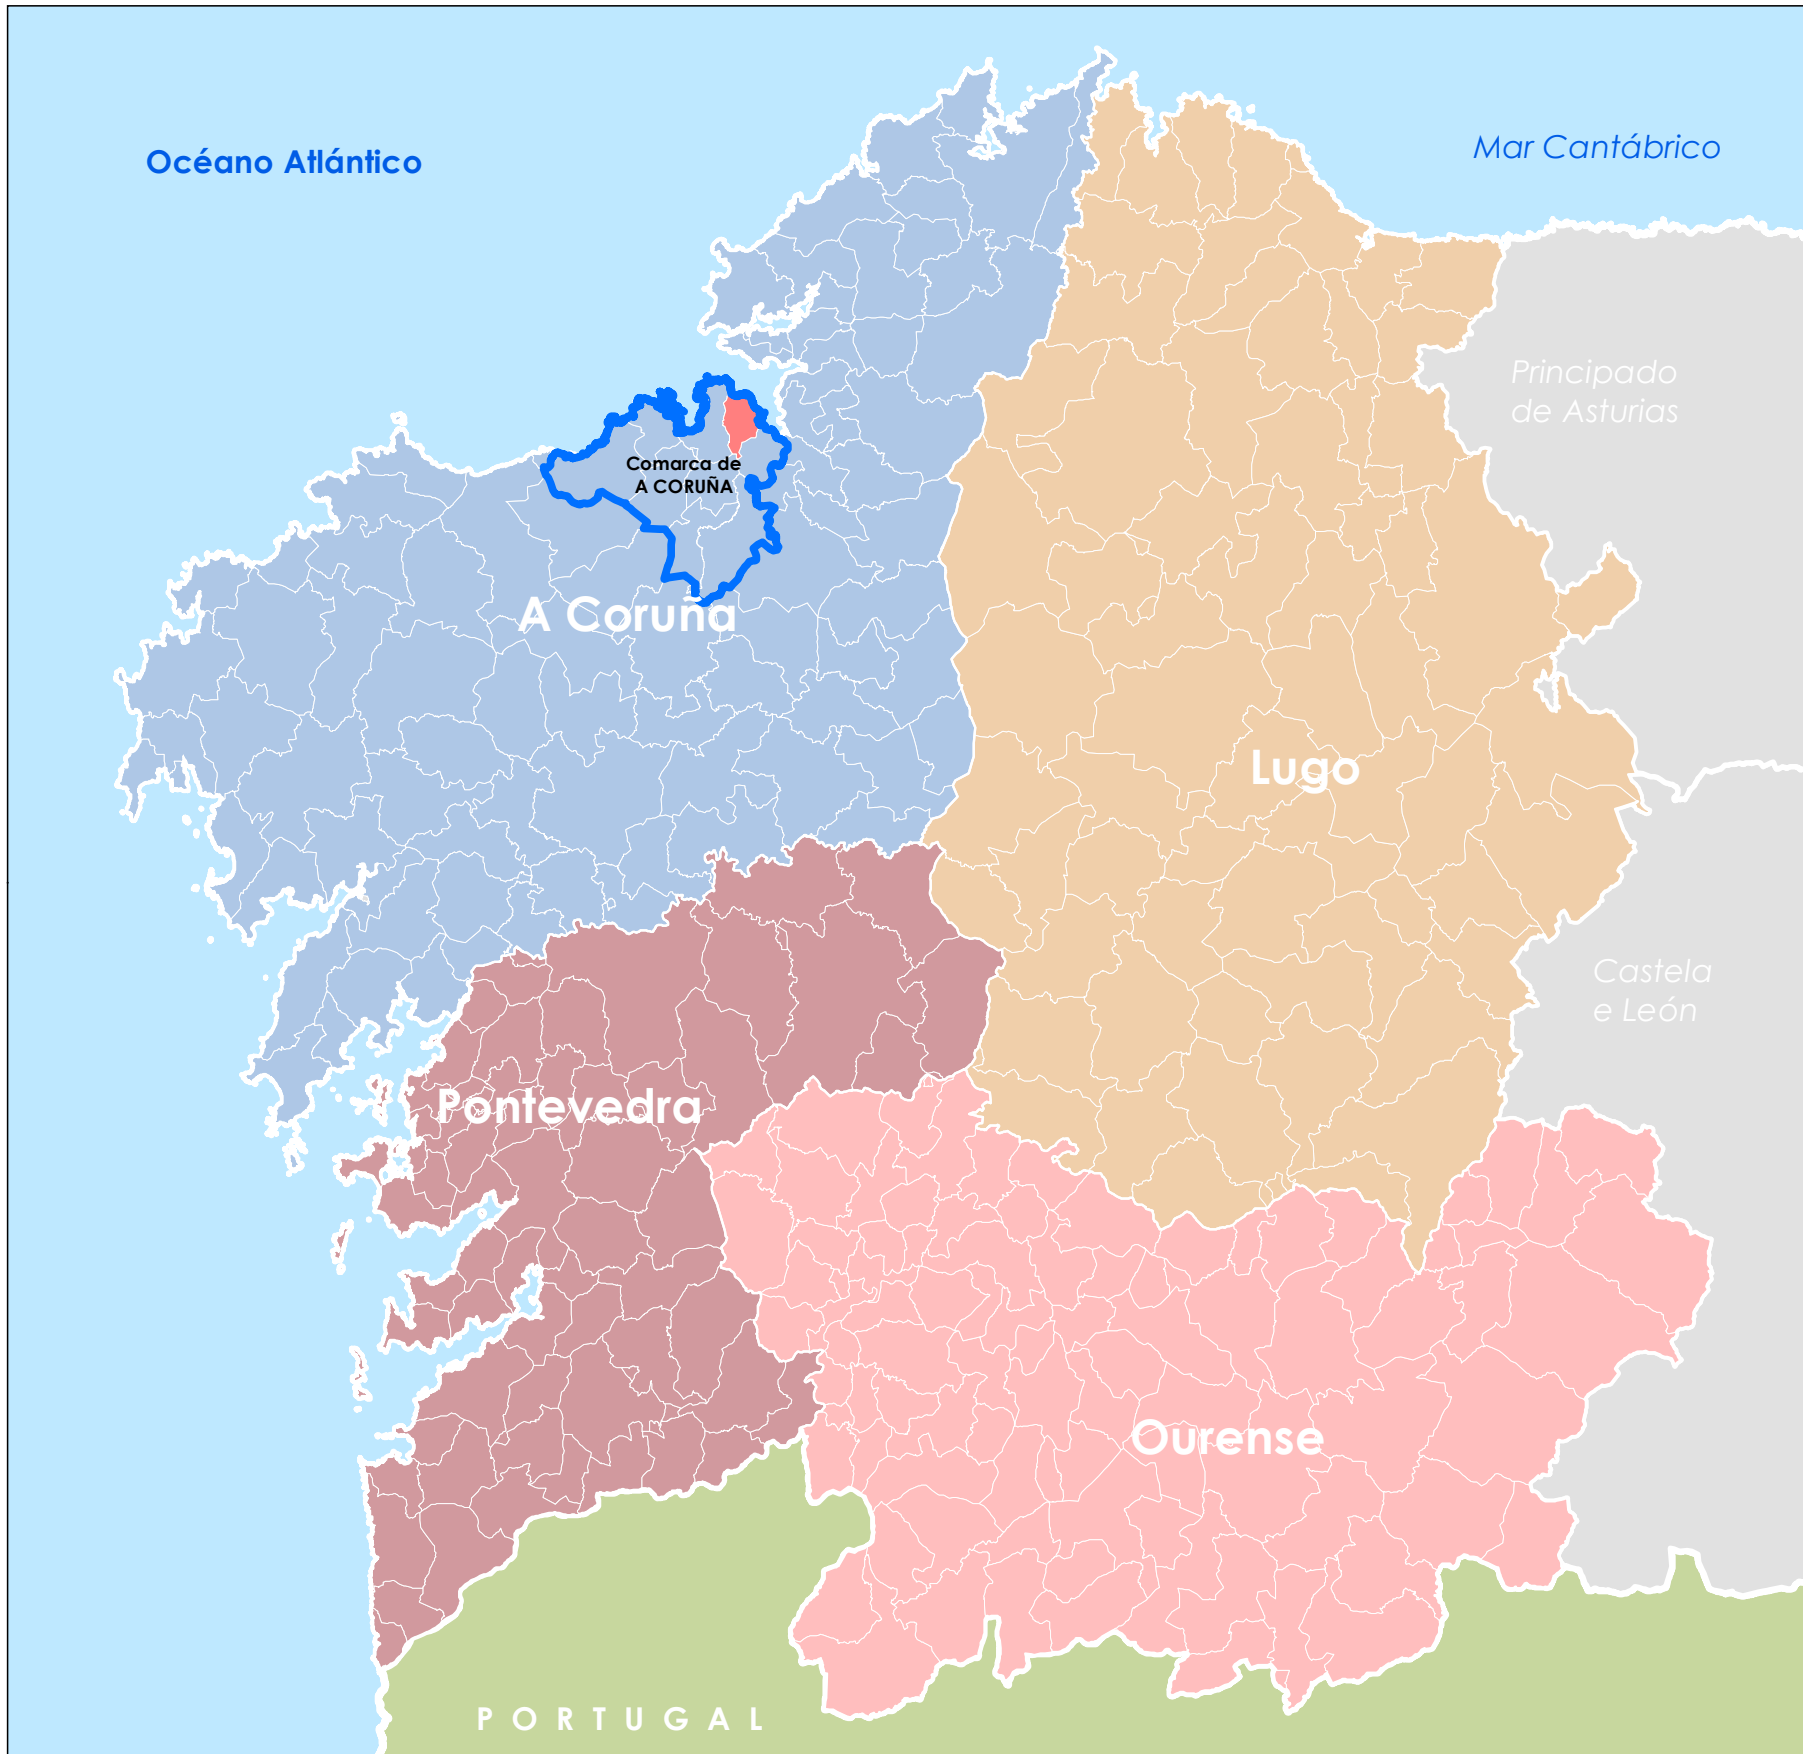 Océano Atlántico
Mar Cantábrico
Principado
de Asturias
Comarca de
A CORUÑA
A Coruña
Lugo
Castela
e León
Pontevedra
Ourense
PORTUGAL